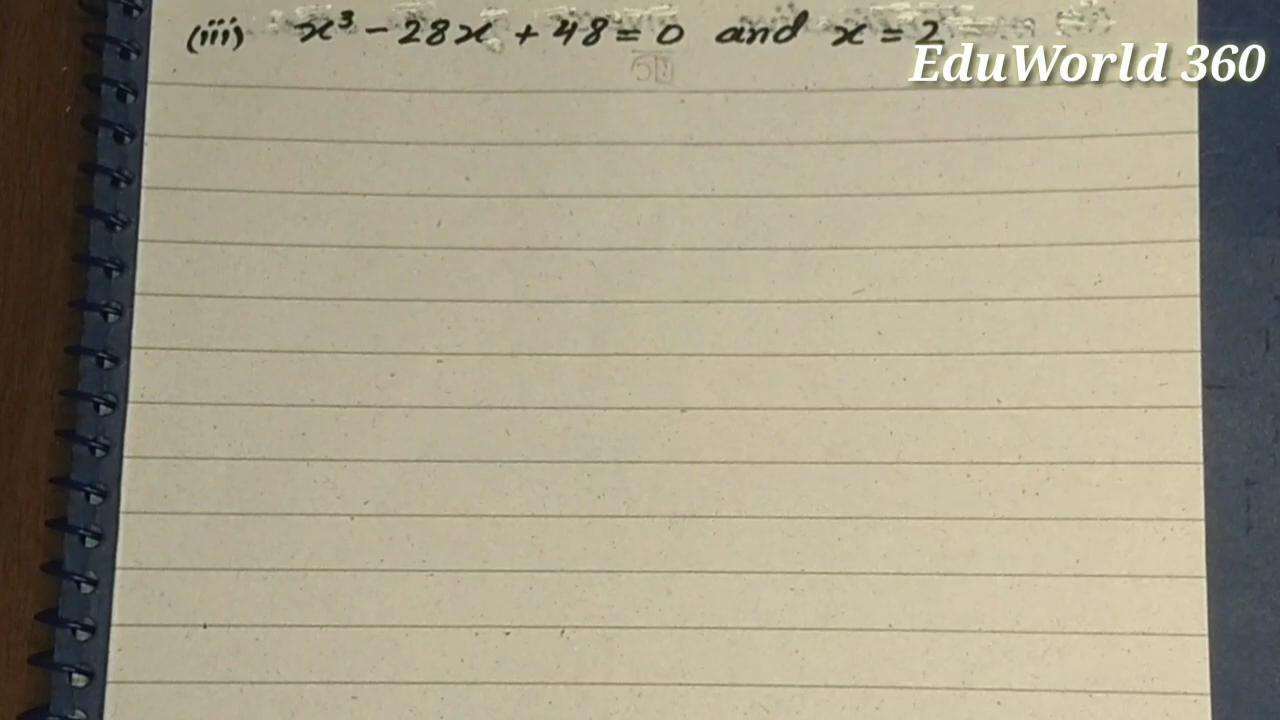 (iii) x³ - 28x + 48 = 0 and x = 2
EduWorld 360